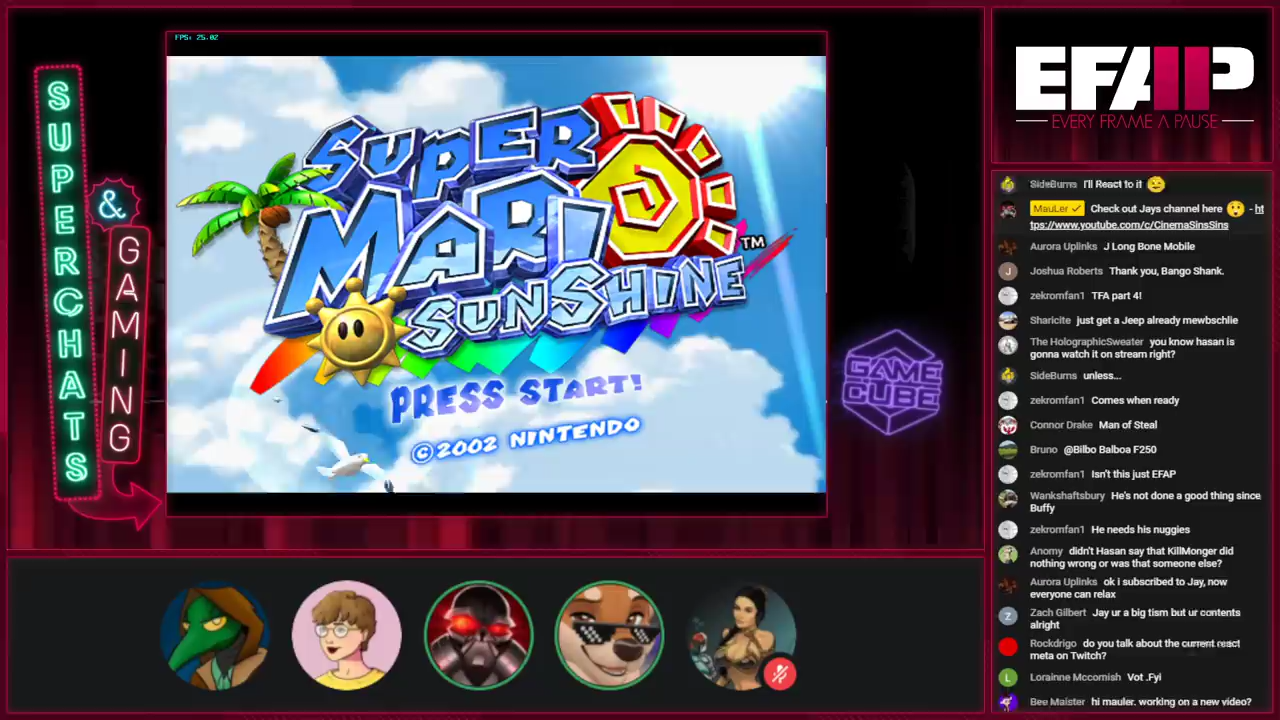 FPS: 25.02
SUPERCHATS
&
GAMING
SUPER
MARIO
SUNSHINE
TM
PRESS START!
©2002 NINTENDO
GAME
CUBE
EFAP
EVERY FRAME A PAUSE
SideBurns I'll React to it
MauLer ✓ Check out Jays channel here - ht
tps://www.youtube.com/c/CinemaSinsSins
Aurora Uplinks J Long Bone Mobile
J Joshua Roberts Thank you, Bango Shank.
zekromfan1 TFA part 4!
Sharicite just get a Jeep already mewbschlie
The HolographicSweater you know hasan is
gonna watch it on stream right?
SideBurns unless...
zekromfan1 Comes when ready
Connor Drake Man of Steal
Bruno @Bilbo Balboa F250
zekromfan1 Isn't this just EFAP
Wankshaftsbury He's not done a good thing since
Buffy
zekromfan1 He needs his nuggies
Anomy didn't Hasan say that KillMonger did
nothing wrong or was that someone else?
Aurora Uplinks ok i subscribed to Jay, now
everyone can relax
Z Zach Gilbert Jay ur a big tism but ur contents
alright
Rockdrigo do you talk about the current react
meta on Twitch?
L Lorainne Mccomish Vot .Fyi
Bee Maister hi mauler. working on a new video?